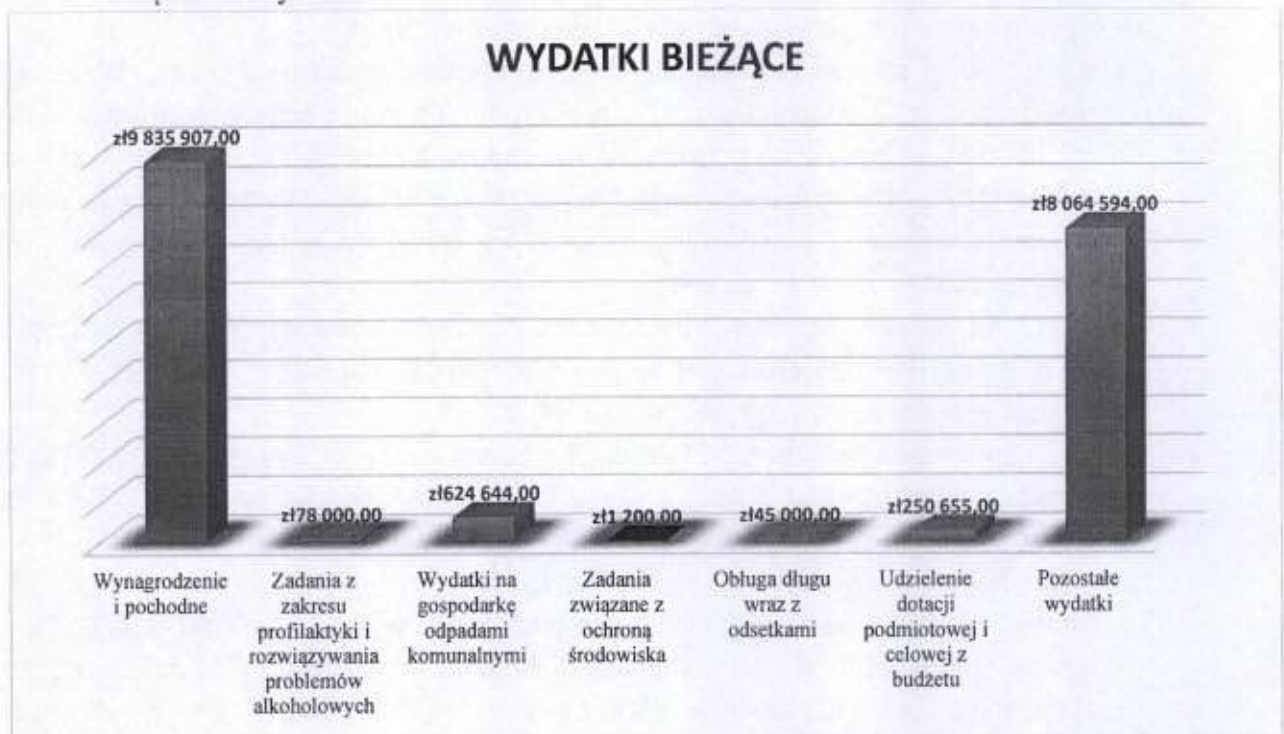 WYDATKI BIEŻĄCE
zł9 835 907,00
zł78 000,00
zł624 644,00
zł1 200,00
zł45 000,00
zł250 655,00
zł8 064 594,00
Wynagrodzenie
i pochodne
Zadania z
zakresu
profilaktyki i
rozwiązywania
problemów
alkoholowych
Wydatki na
gospodarkę
odpadami
komunalnymi
Zadania
związane z
ochroną
środowiska
Obługa długu
wraz z
odsetkami
Udzielenie
dotacji
podmiotowej i
celowej z
budżetu
Pozostałe
wydatki